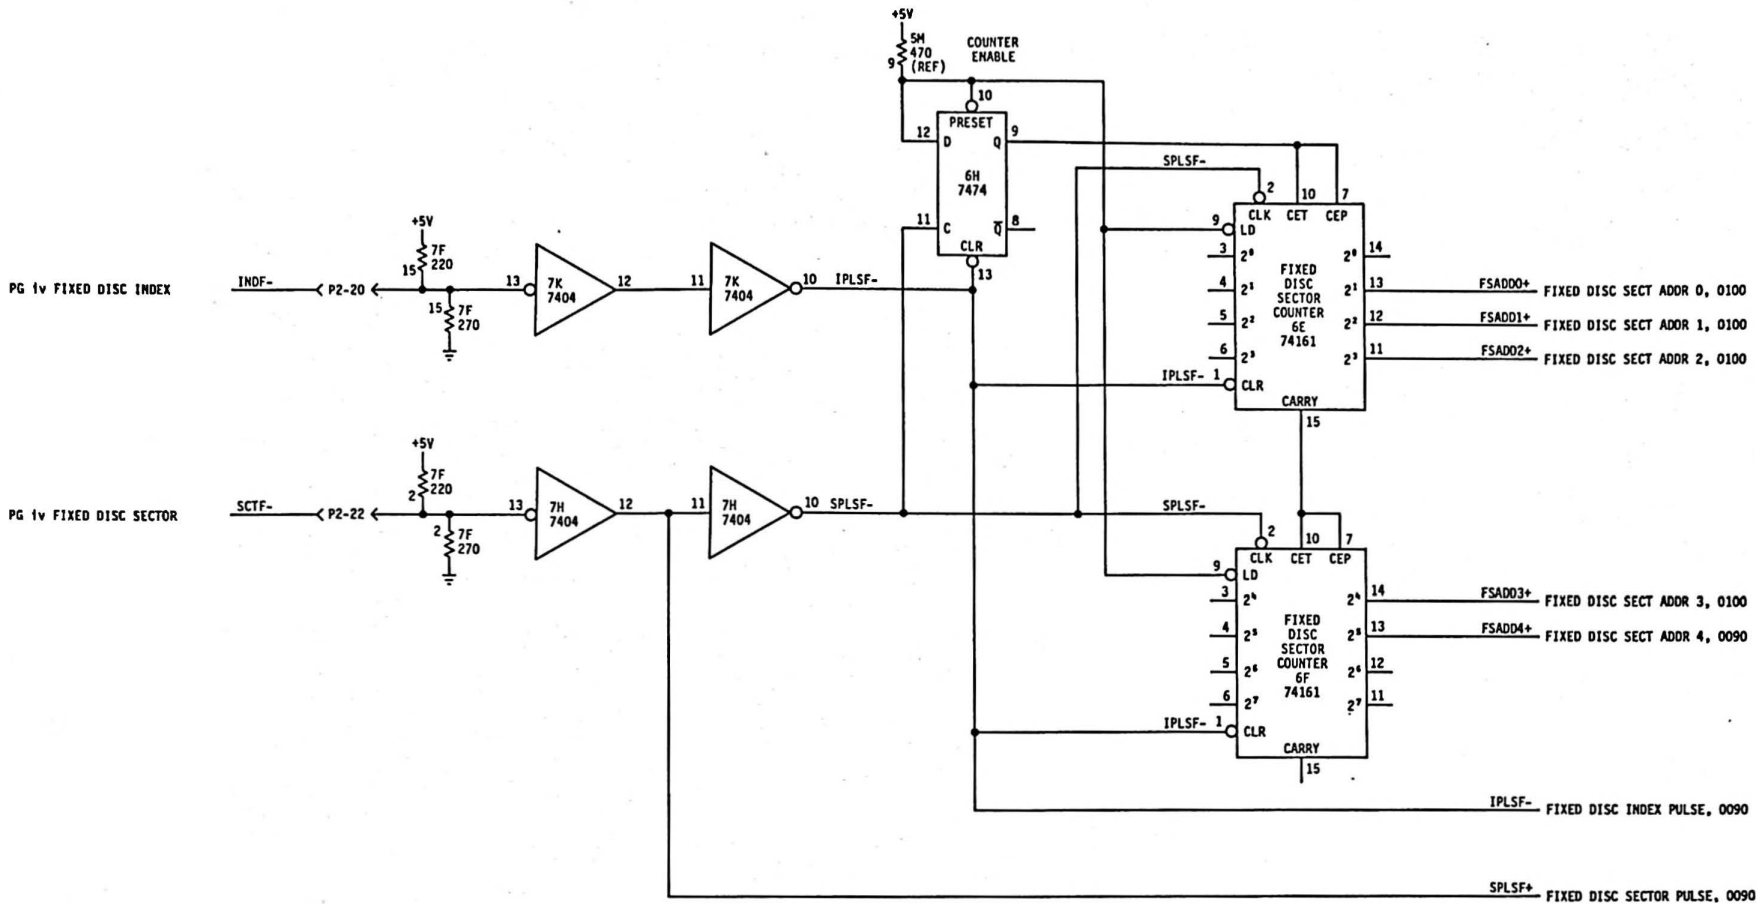 +5V
5M
470
(REF)
9
COUNTER
ENABLE
10
PRESET
12
D
Q
9
6H
7474
11
C
Q̅
8
CLR
13
SPLSF-
2
10
7
CLK
CET
CEP
9
LD
3
2⁰
2⁰
14
4
2¹
2¹
13
FSADD0+
FIXED DISC SECT ADDR 0, 0100
5
2²
2²
12
FSADD1+
FIXED DISC SECT ADDR 1, 0100
6
2³
2³
11
FSADD2+
FIXED DISC SECT ADDR 2, 0100
FIXED
DISC
SECTOR
COUNTER
6E
74161
IPLSF-
1
CLR
CARRY
15
PG iv FIXED DISC INDEX
INDF-
P2-20
+5V
7F
220
15
15
7F
270
13
7K
7404
12
11
7K
7404
10
IPLSF-
PG iv FIXED DISC SECTOR
SCTF-
P2-22
+5V
7F
220
2
2
7F
270
13
7H
7404
12
11
7H
7404
10
SPLSF-
SPLSF-
2
10
7
CLK
CET
CEP
9
LD
3
2⁴
2⁴
14
FSADD3+
FIXED DISC SECT ADDR 3, 0100
4
2⁵
2⁵
13
FSADD4+
FIXED DISC SECT ADDR 4, 0090
5
2⁶
2⁶
12
6
2⁷
2⁷
11
FIXED
DISC
SECTOR
COUNTER
6F
74161
IPLSF-
1
CLR
CARRY
15
IPLSF-
FIXED DISC INDEX PULSE, 0090
SPLSF+
FIXED DISC SECTOR PULSE, 0090